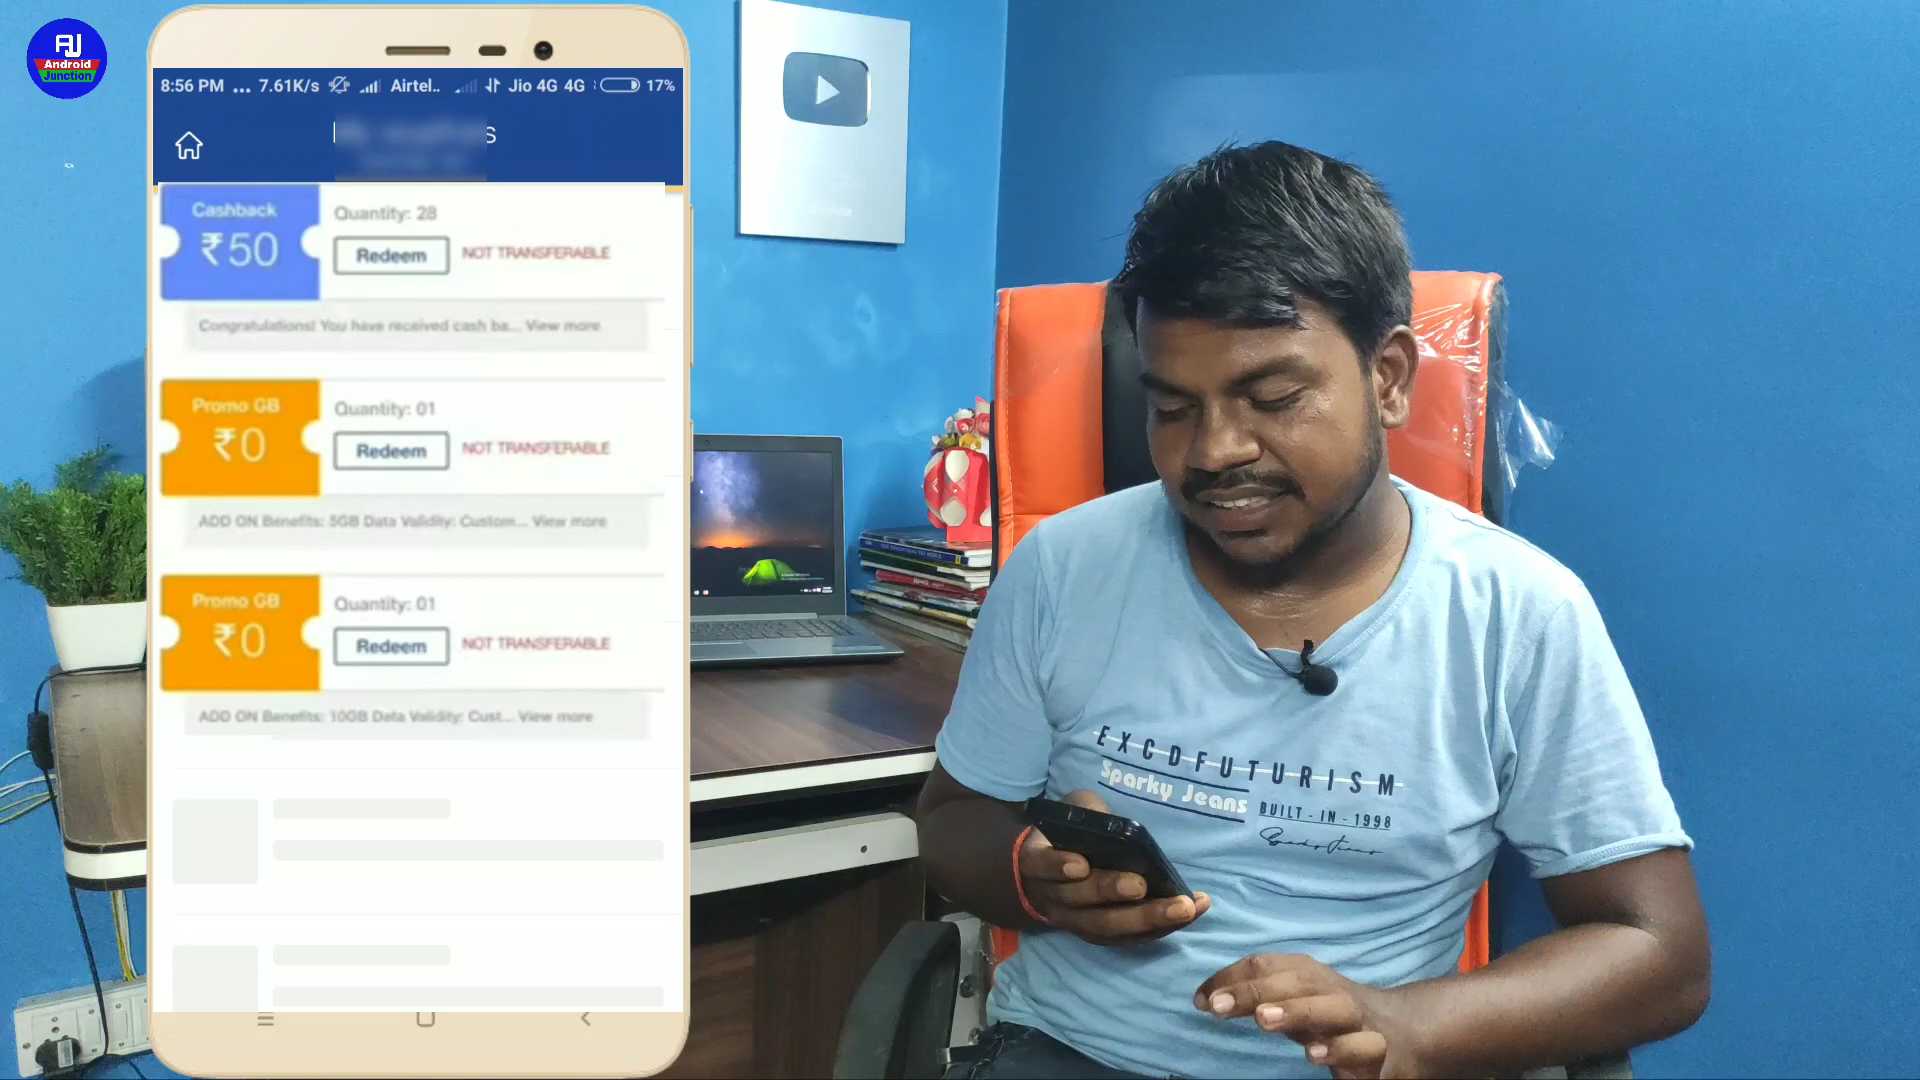 AJ
Android
Junction
8:56 PM ... 7.61K/s Airtel.. Jio 4G 4G 17%
Cashback
₹50
Quantity: 28
Redeem NOT TRANSFERABLE
Congratulations! You have received cash ba... View more
Promo GB
₹0
Quantity: 01
Redeem NOT TRANSFERABLE
ADD ON Benefits: 5GB Data Validity: Custom... View more
Promo GB
₹0
Quantity: 01
Redeem NOT TRANSFERABLE
ADD ON Benefits: 10GB Data Validity: Cust... View more
EXCDFUTURISM
Sparky Jeans
BUILT-IN-1998